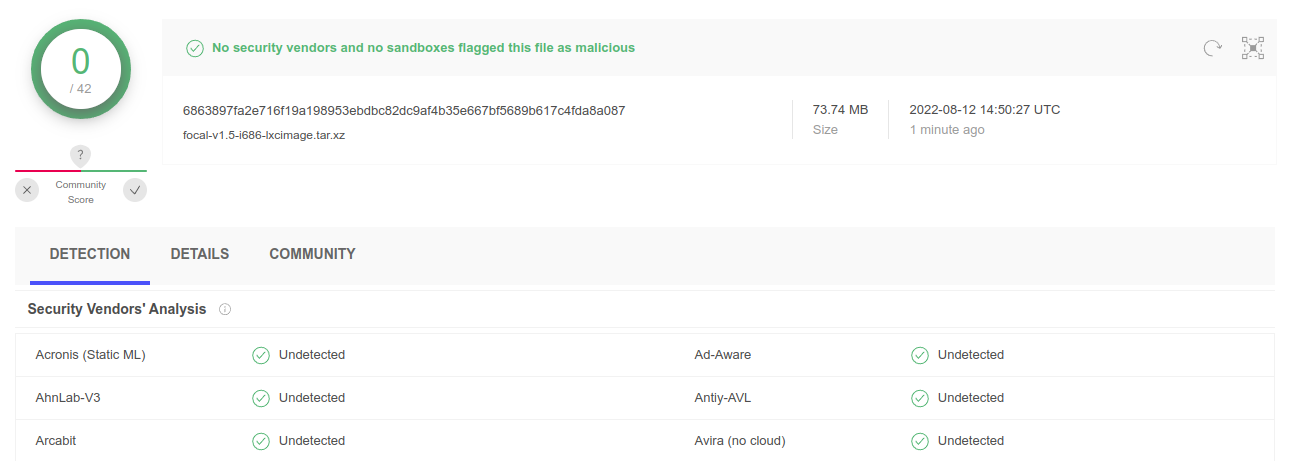 0
/ 42
?
Community
Score
No security vendors and no sandboxes flagged this file as malicious
6863897fa2e716f19a198953ebdbc82dc9af4b35e667bf5689b617c4fda8a087
focal-v1.5-i686-lxcimage.tar.xz
73.74 MB
Size
2022-08-12 14:50:27 UTC
1 minute ago
DETECTION DETAILS COMMUNITY
Security Vendors' Analysis
Acronis (Static ML) Undetected Ad-Aware Undetected
AhnLab-V3 Undetected Antiy-AVL Undetected
Arcabit Undetected Avira (no cloud) Undetected